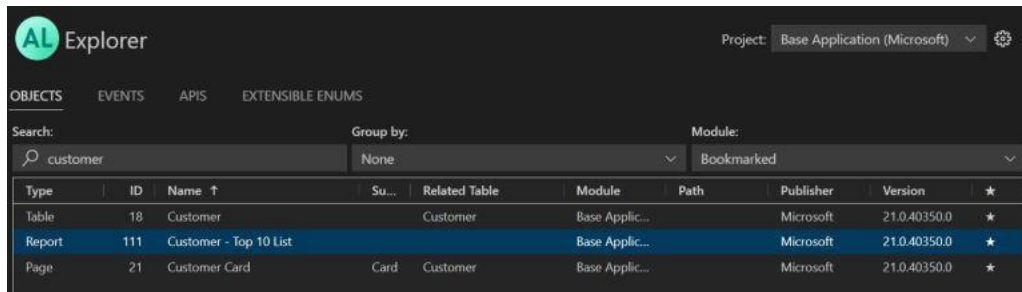 AL Explorer
Project: Base Application (Microsoft)
OBJECTS EVENTS APIS EXTENSIBLE ENUMS
Search: Group by: Module:
customer None Bookmarked
Type ID Name ↑ Su... Related Table Module Path Publisher Version ★
Table 18 Customer Customer Base Applic... Microsoft 21.0.40350.0 ★
Report 111 Customer - Top 10 List Base Applic... Microsoft 21.0.40350.0 ★
Page 21 Customer Card Card Customer Base Applic... Microsoft 21.0.40350.0 ★